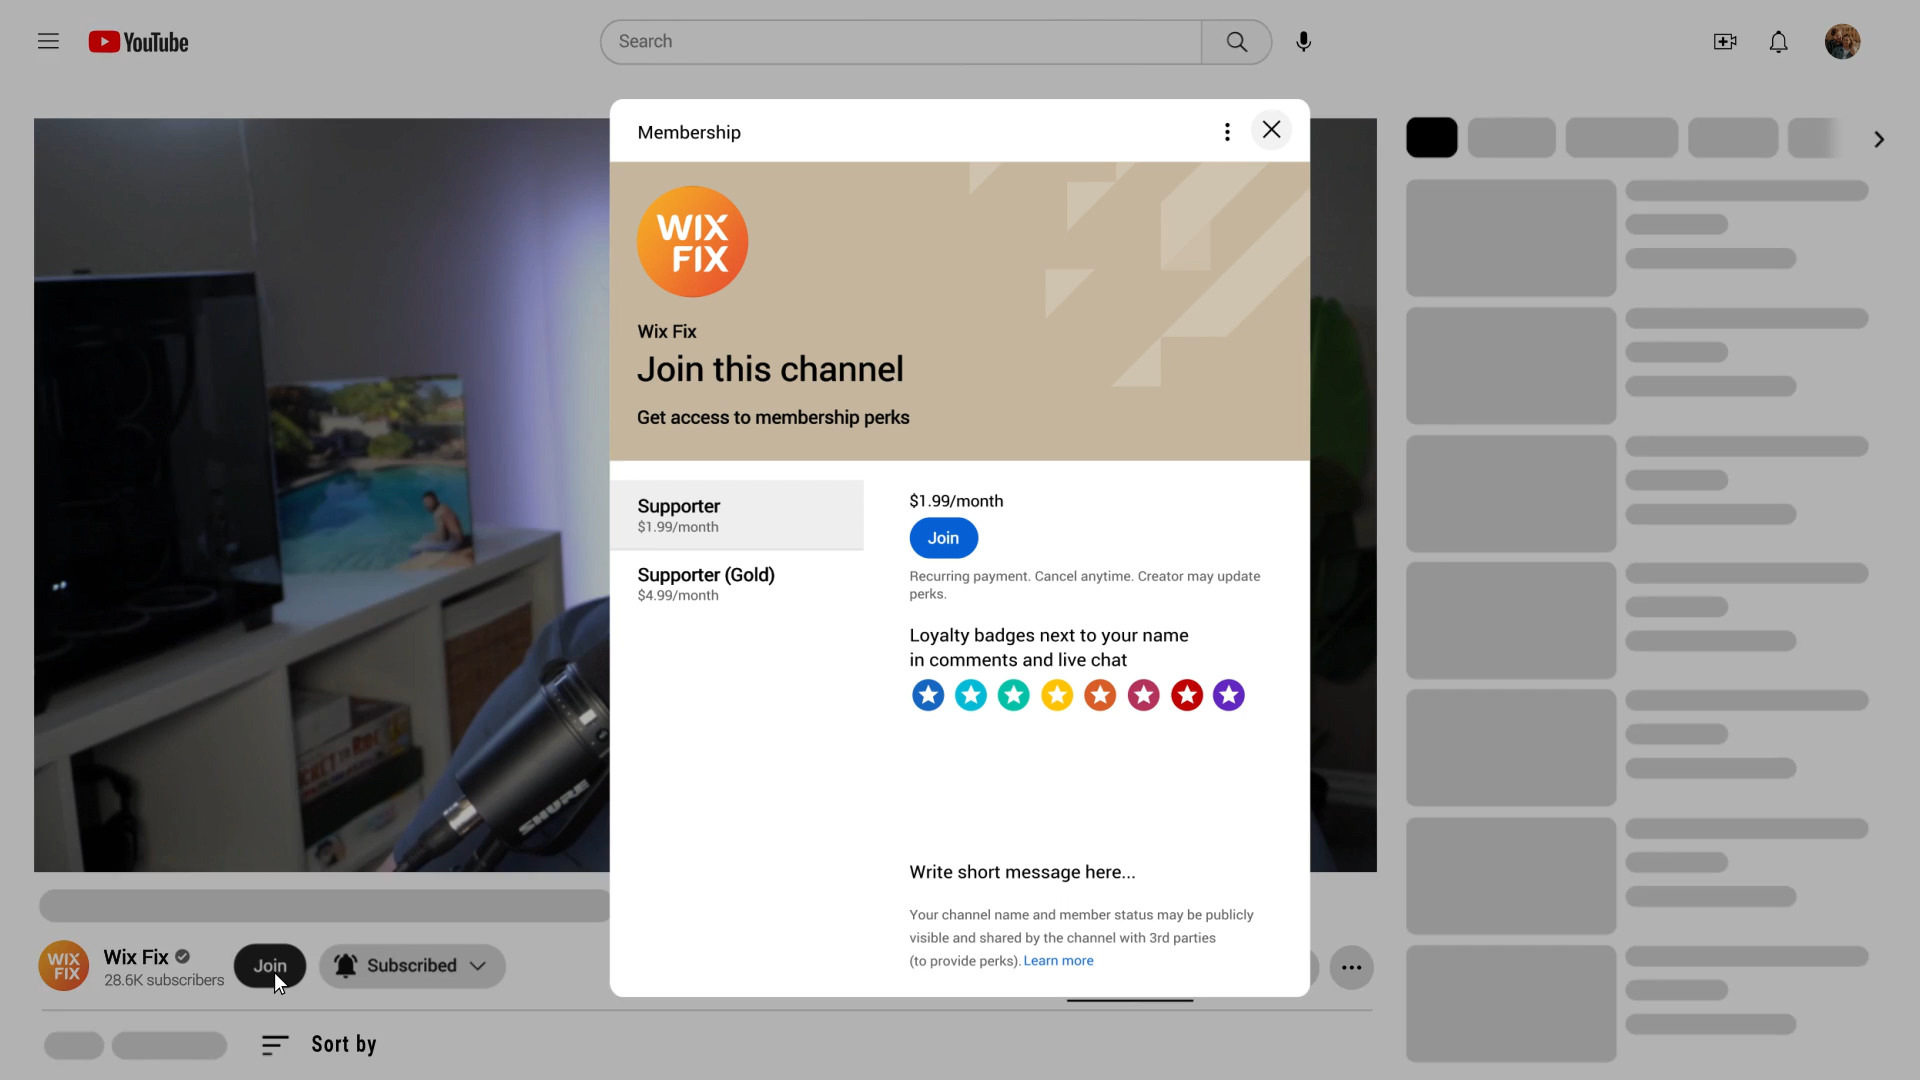 YouTube
Search
Membership
WIX
FIX
Wix Fix
Join this channel
Get access to membership perks
Supporter
$1.99/month
Supporter (Gold)
$4.99/month
$1.99/month
Join
Recurring payment. Cancel anytime. Creator may update
perks.
Loyalty badges next to your name
in comments and live chat
Write short message here...
Your channel name and member status may be publicly
visible and shared by the channel with 3rd parties
(to provide perks). Learn more
SHURE
WIX
FIX
Wix Fix
28.6K subscribers
Join
Subscribed
Sort by